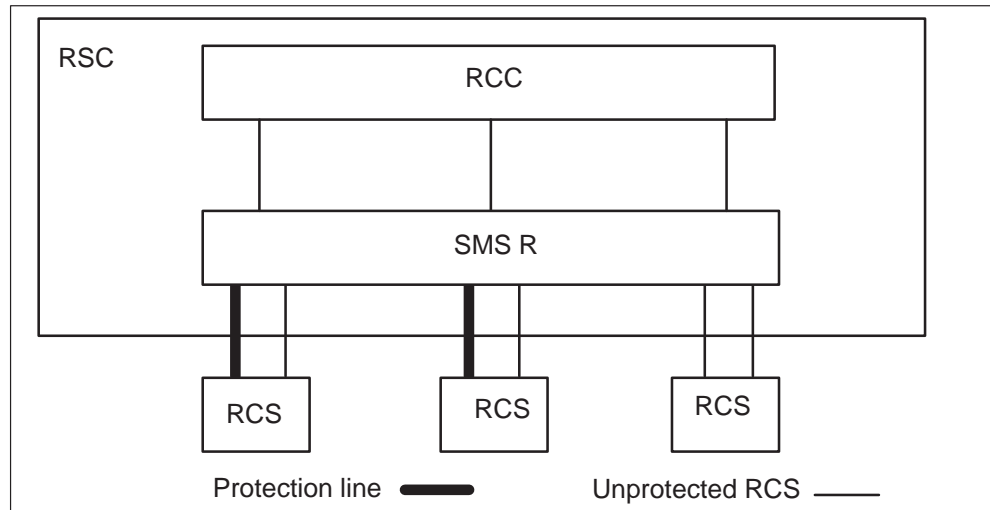 RSC
RCC
SMS R
RCS RCS RCS
Protection line Unprotected RCS